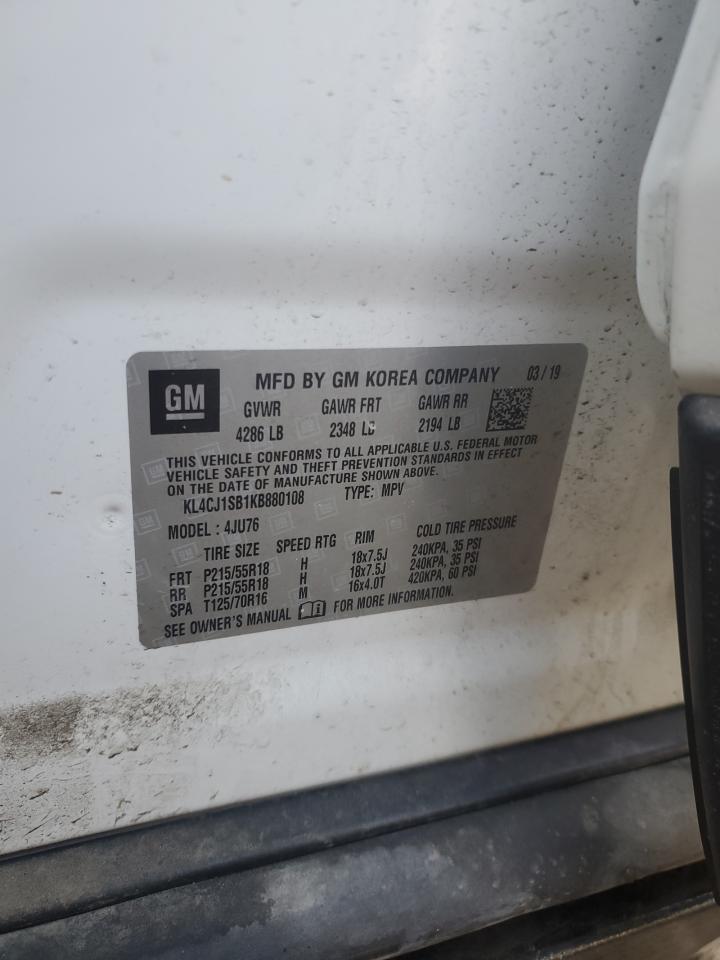 GM MFD BY GM KOREA COMPANY 03/19
GVWR GAWR FRT GAWR RR
4286 LB 2348 LB 2194 LB
THIS VEHICLE CONFORMS TO ALL APPLICABLE U.S. FEDERAL MOTOR
VEHICLE SAFETY AND THEFT PREVENTION STANDARDS IN EFFECT
ON THE DATE OF MANUFACTURE SHOWN ABOVE.
KL4CJ1SB1KB880108 TYPE: MPV
MODEL : 4JU76
TIRE SIZE SPEED RTG RIM COLD TIRE PRESSURE
FRT P215/55R18 H 18x7.5J 240KPA, 35 PSI
RR P215/55R18 H 18x7.5J 240KPA, 35 PSI
SPA T125/70R16 M 16x4.0T 420KPA, 60 PSI
SEE OWNER'S MANUAL FOR MORE INFORMATION.